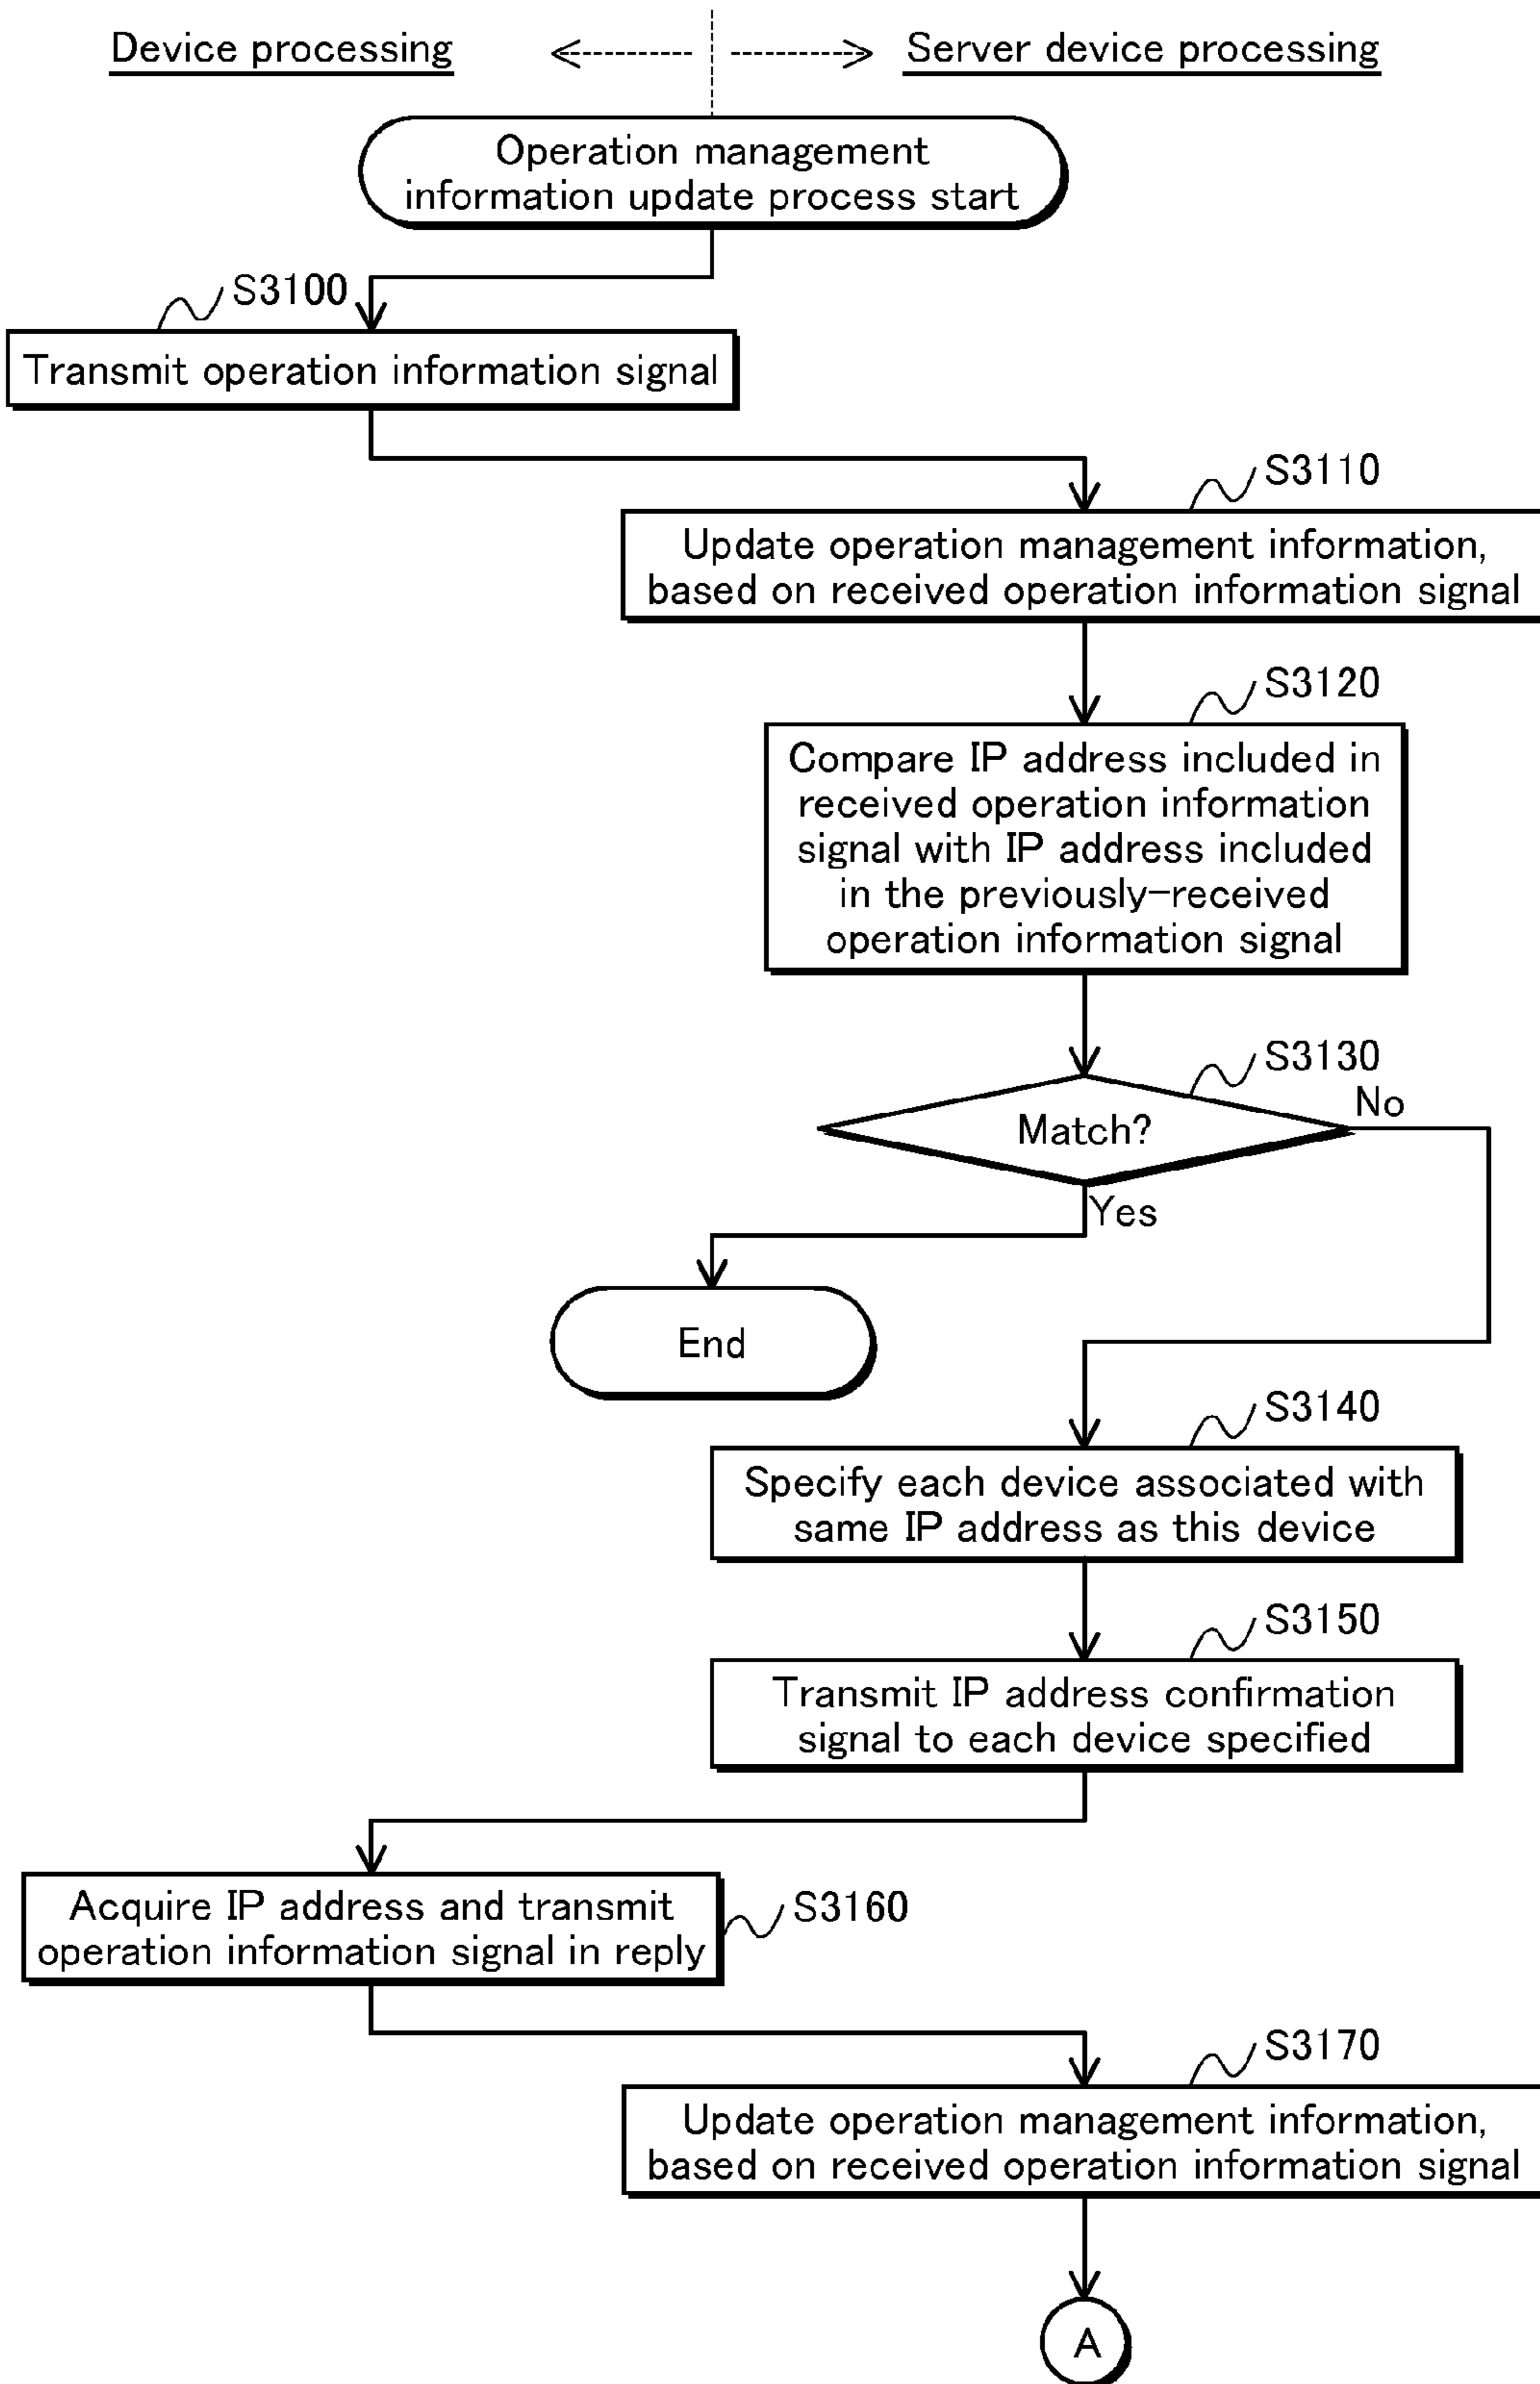 Device processing
Server device processing
Operation management
information update process start
S3100
Transmit operation information signal
S3110
Update operation management information,
based on received operation information signal
S3120
Compare IP address included in
received operation information
signal with IP address included
in the previously-received
operation information signal
S3130
Match?
No
Yes
End
S3140
Specify each device associated with
same IP address as this device
S3150
Transmit IP address confirmation
signal to each device specified
Acquire IP address and transmit
operation information signal in reply
S3160
S3170
Update operation management information,
based on received operation information signal
A